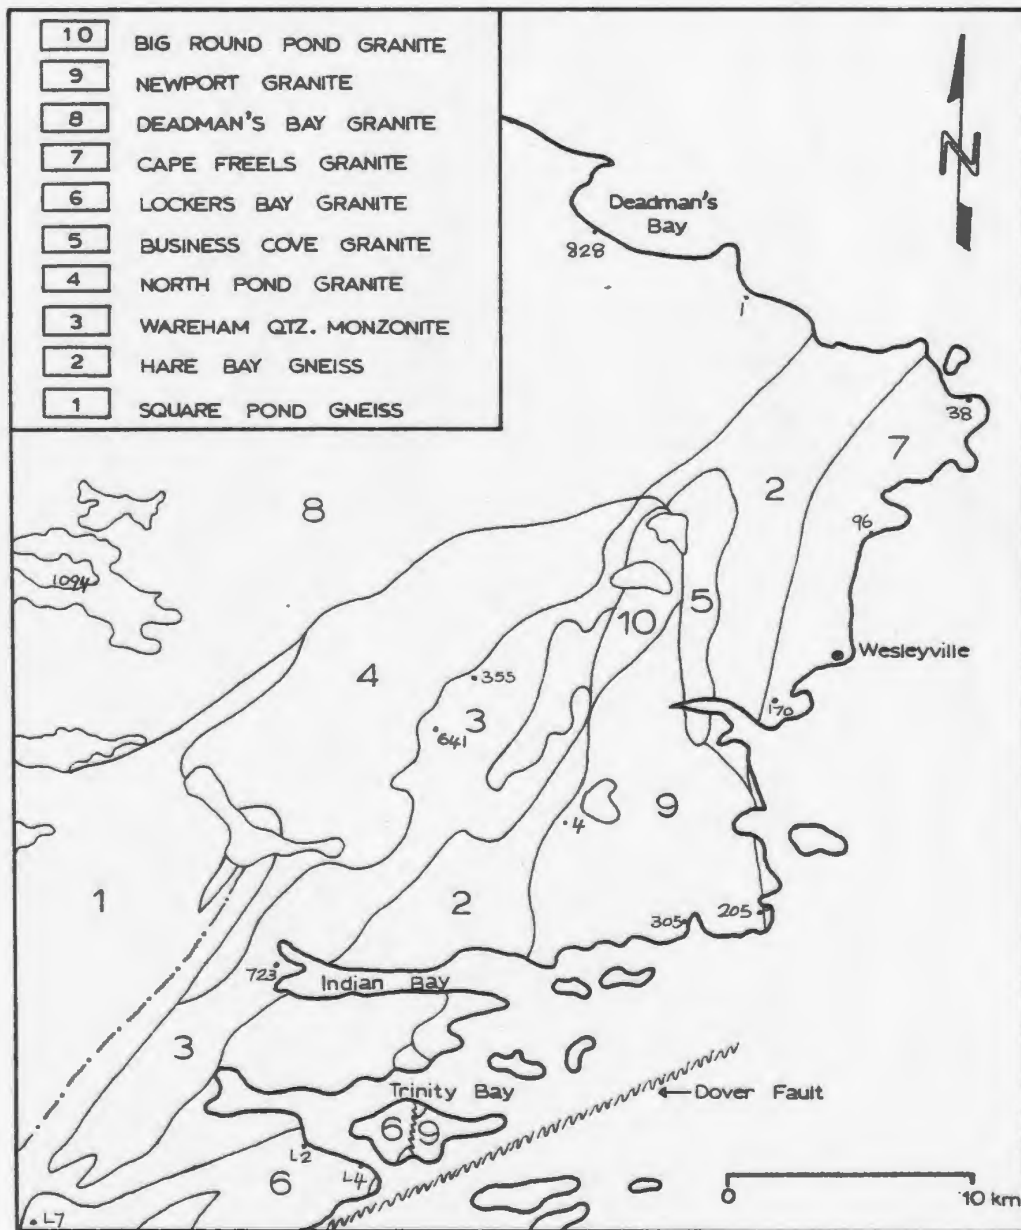 10 BIG ROUND POND GRANITE
9 NEWPORT GRANITE
8 DEADMAN'S BAY GRANITE
7 CAPE FREELS GRANITE
6 LOCKERS BAY GRANITE
5 BUSINESS COVE GRANITE
4 NORTH POND GRANITE
3 WAREHAM QTZ. MONZONITE
2 HARE BAY GNEISS
1 SQUARE POND GNEISS
N
Deadman's
Bay
828
1
38
7
2
8
96
1094
5
10
Wesleyville
4
355
3
170
641
9
4
1
2
305
205
723
Indian Bay
3
Trinity Bay
Dover Fault
6 9
L2
L4
6
L7
0 10 km